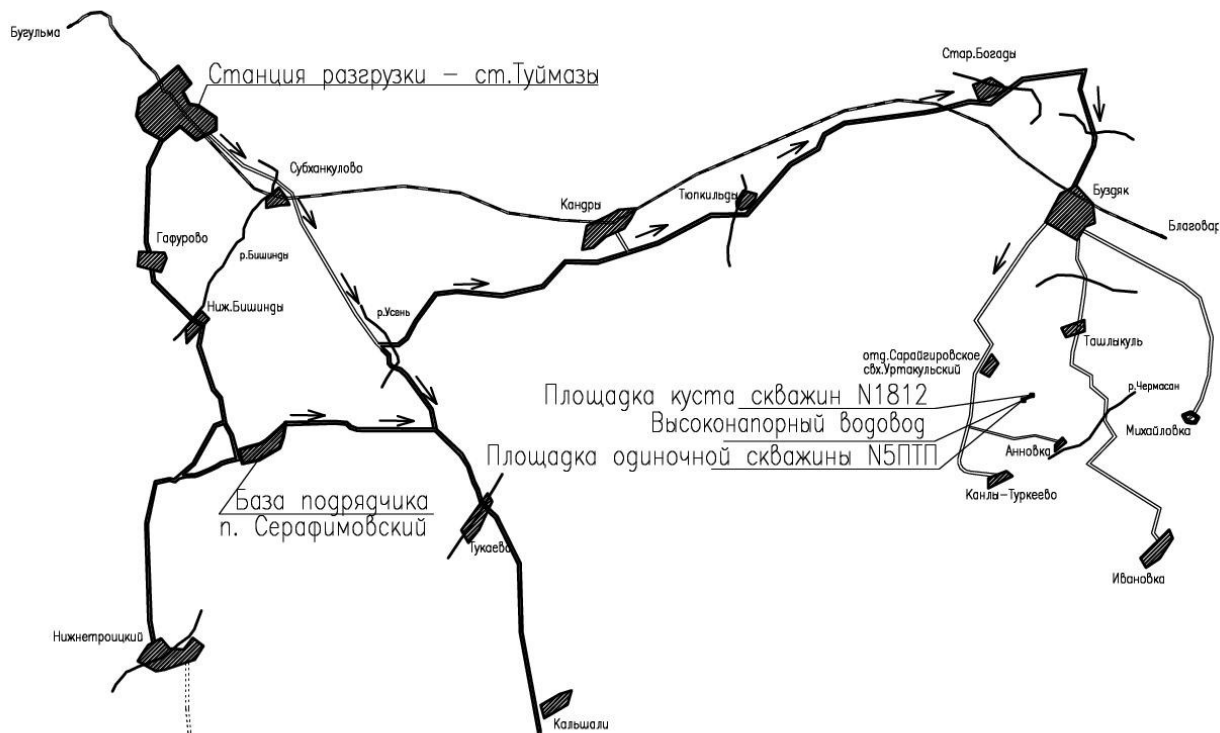 Бугульма
Станция разгрузки – ст.Туймазы
Стар.Богады
Субханкулово
Кандры
Тюпкильды
Буздяк
Благовар
Гафурово
р.Бишинды
Ниж.Бишинды
р.Усень
Ташлыкуль
отд.Сарайгировское
свх.Уртакульский
р.Чермасан
Площадка куста скважин N1812
Высоконапорный водовод
Площадка одиночной скважины N5ПТП
Михайловка
Анновка
Канлы-Туркеево
База подрядчика
п. Серафимовский
Тукаево
Ивановка
Нижнетроицкий
Кальшали